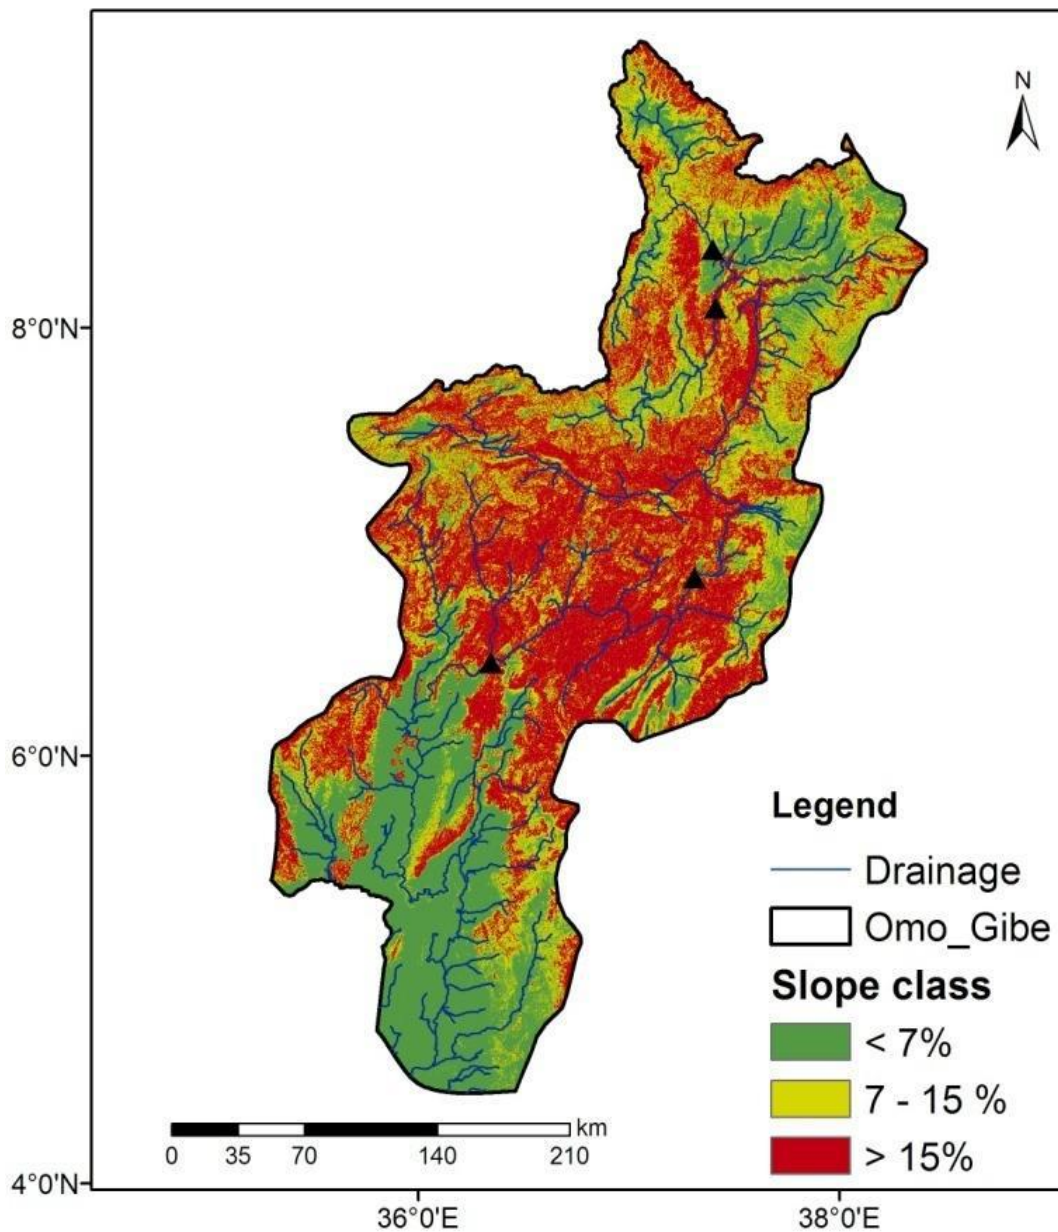 N
8°0'N
6°0'N
4°0'N
36°0'E
38°0'E
Legend
Drainage
Omo_Gibe
Slope class
< 7%
7 - 15 %
> 15%
km
0 35 70 140 210